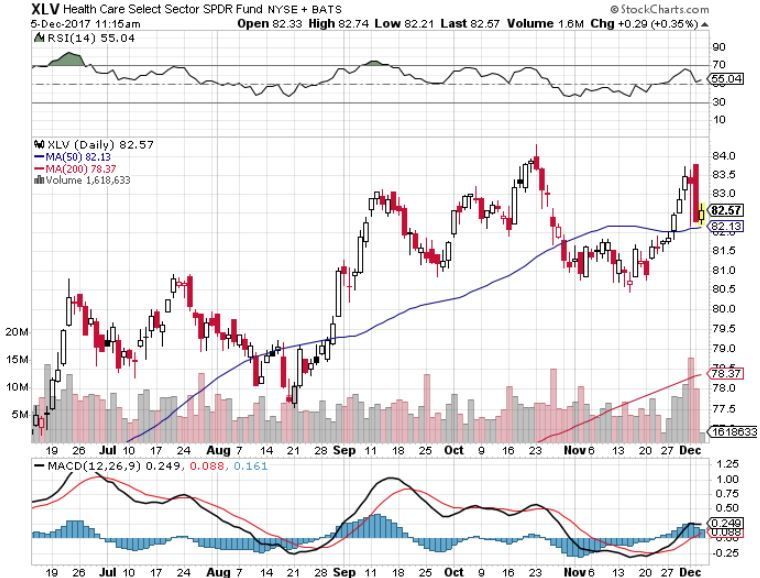 XLV Health Care Select Sector SPDR Fund NYSE + BATS © StockCharts.com
5-Dec-2017 11:15am Open 82.33 High 82.74 Low 82.21 Last 82.57 Volume 1.6M Chg +0.29 (+0.35%)
RSI(14) 55.04
90
70
55.04
30
10
XLV (Daily) 82.57
MA(50) 82.13
MA(200) 78.37
Volume 1,618,633
84.0
83.5
83.0
82.57
82.13
81.5
81.0
80.5
80.0
79.5
79.0
78.37
78.0
77.5
1618633
20M
15M
10M
5M
19 26 Jul 10 17 24 Aug 7 14 21 28 Sep 11 18 25 Oct 9 16 23 Nov 6 13 20 27 Dec
MACD(12,26,9) 0.249, 0.088, 0.161
1.25
1.00
0.75
0.50
0.249
0.088
-0.25
19 26 Jul 10 17 24 Aug 7 14 21 28 Sep 11 18 25 Oct 9 16 23 Nov 6 13 20 27 Dec